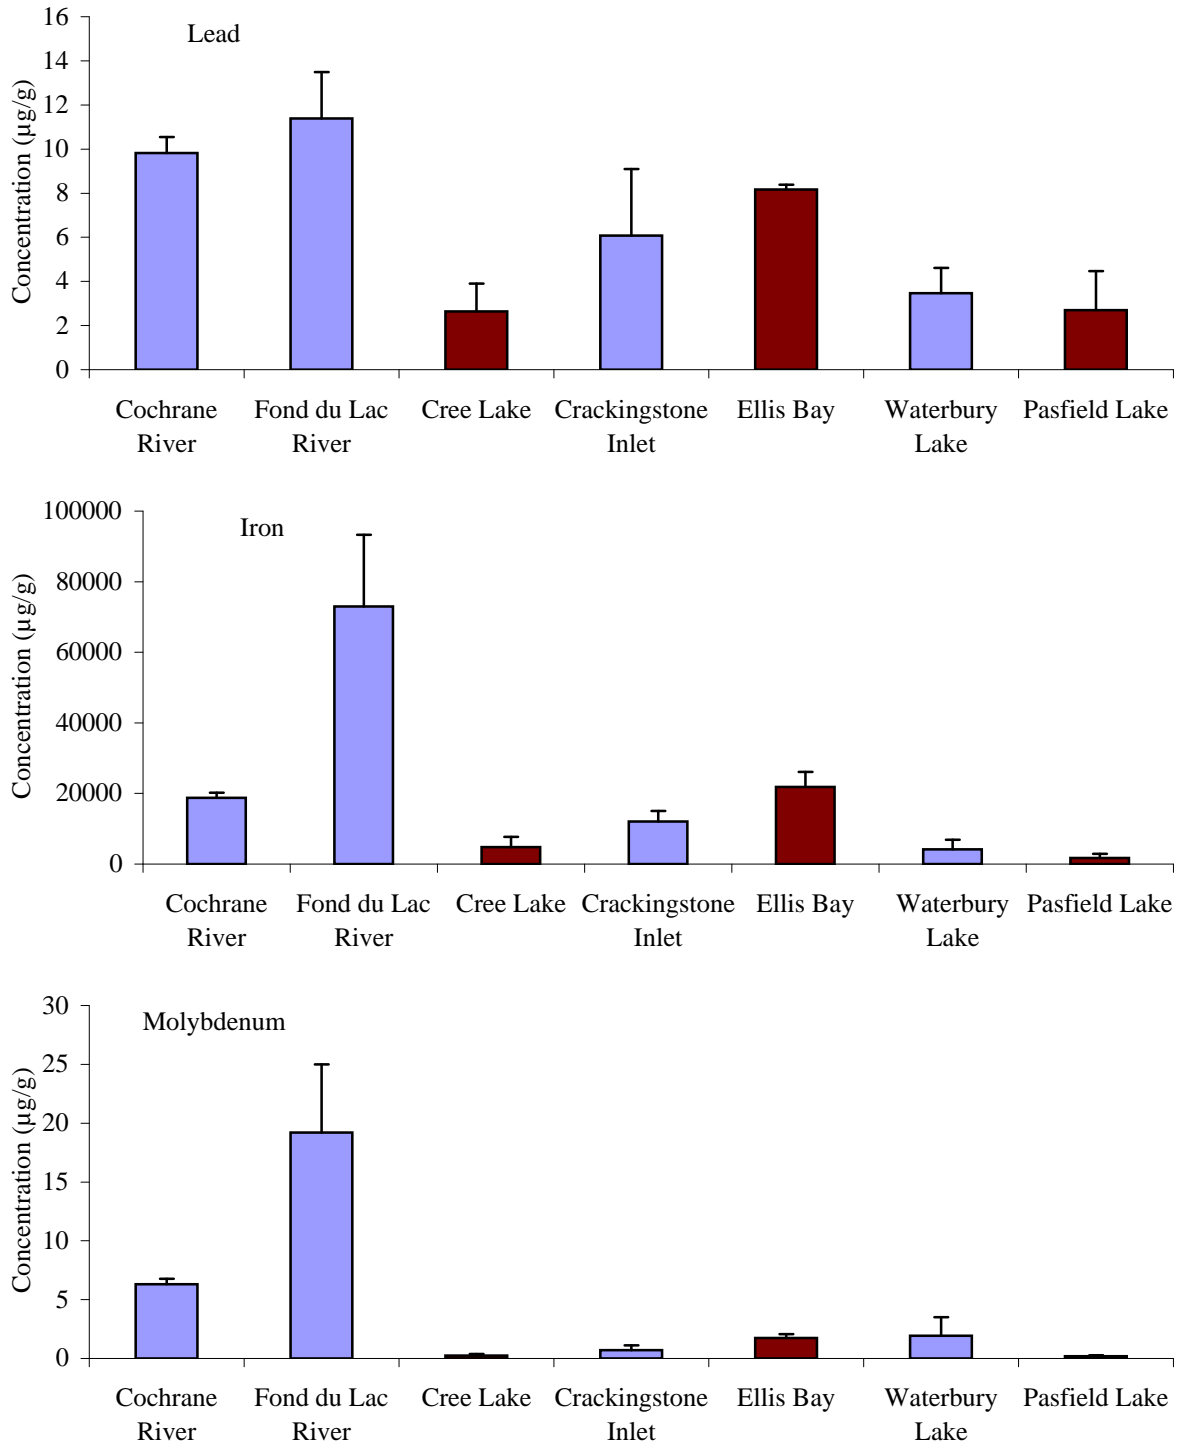 Lead
Concentration (µg/g)
16
14
12
10
8
6
4
2
0
Cochrane River
Fond du Lac River
Cree Lake
Crackingstone Inlet
Ellis Bay
Waterbury Lake
Pasfield Lake
Iron
Concentration (µg/g)
100000
80000
60000
40000
20000
0
Cochrane River
Fond du Lac River
Cree Lake
Crackingstone Inlet
Ellis Bay
Waterbury Lake
Pasfield Lake
Molybdenum
Concentration (µg/g)
30
25
20
15
10
5
0
Cochrane River
Fond du Lac River
Cree Lake
Crackingstone Inlet
Ellis Bay
Waterbury Lake
Pasfield Lake